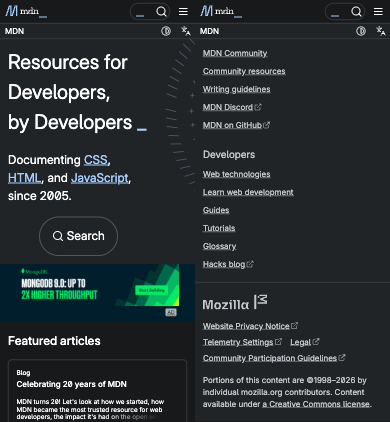 mdn_
MDN
Resources for
Developers,
by Developers _
Documenting CSS,
HTML, and JavaScript,
since 2005.
Search
MongoDB
MONGODB 8.0: UP TO
2X HIGHER THROUGHPUT
Start Building
AD
Featured articles
Blog
Celebrating 20 years of MDN
MDN turns 20! Let's look at how we started, how
MDN became the most trusted resource for web
developers, the impact it's had on the open
mdn_
MDN
MDN Community
Community resources
Writing guidelines
MDN Discord
MDN on GitHub
Developers
Web technologies
Learn web development
Guides
Tutorials
Glossary
Hacks blog
Mozilla
Website Privacy Notice
Telemetry Settings Legal
Community Participation Guidelines
Portions of this content are ©1998–2026 by
individual mozilla.org contributors. Content
available under a Creative Commons license.